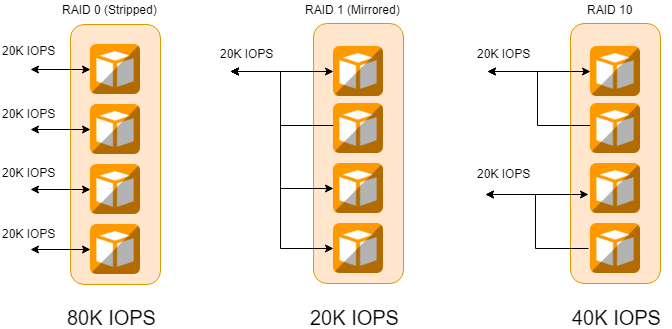 RAID 0 (Stripped)
20K IOPS
20K IOPS
20K IOPS
20K IOPS
80K IOPS
RAID 1 (Mirrored)
20K IOPS
20K IOPS
RAID 10
20K IOPS
20K IOPS
40K IOPS